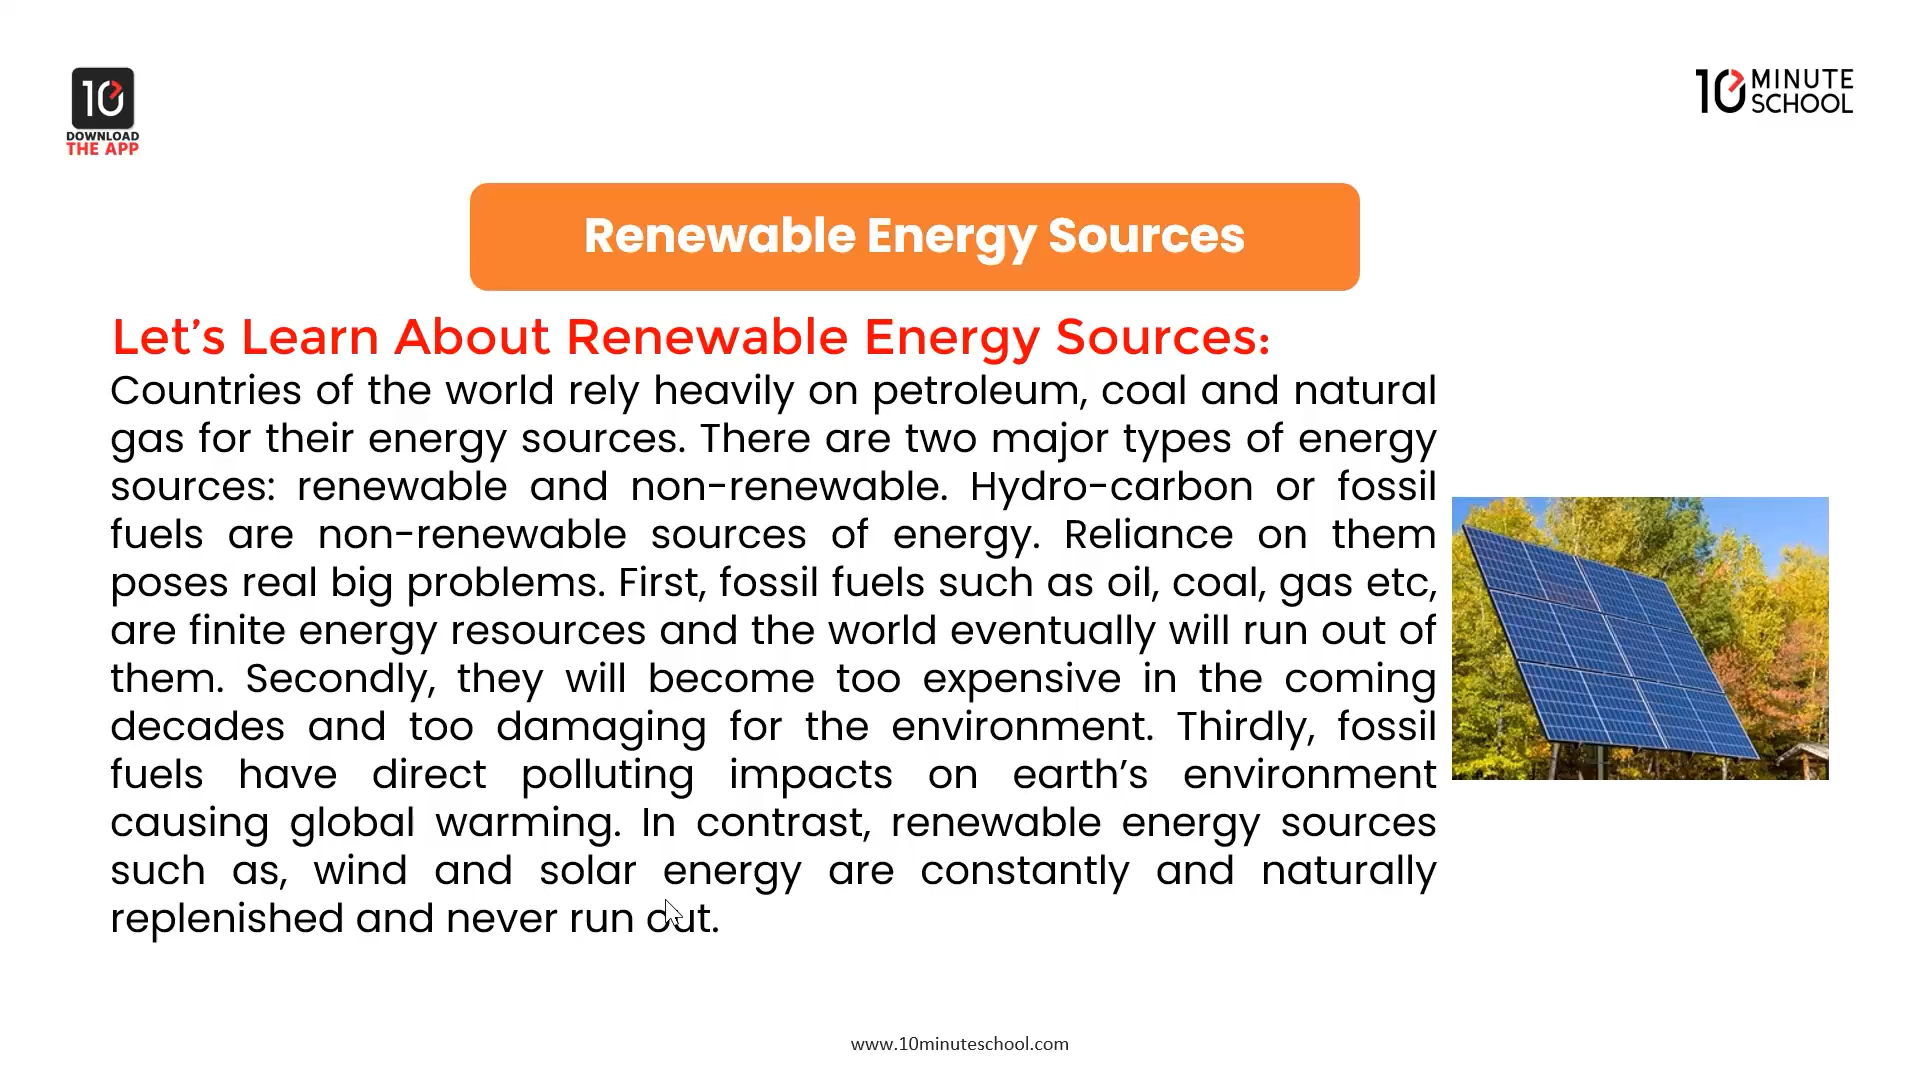 10
DOWNLOAD
THE APP
10 MINUTE
SCHOOL
Renewable Energy Sources
Let’s Learn About Renewable Energy Sources:
Countries of the world rely heavily on petroleum, coal and natural
gas for their energy sources. There are two major types of energy
sources: renewable and non-renewable. Hydro-carbon or fossil
fuels are non-renewable sources of energy. Reliance on them
poses real big problems. First, fossil fuels such as oil, coal, gas etc,
are finite energy resources and the world eventually will run out of
them. Secondly, they will become too expensive in the coming
decades and too damaging for the environment. Thirdly, fossil
fuels have direct polluting impacts on earth’s environment
causing global warming. In contrast, renewable energy sources
such as, wind and solar energy are constantly and naturally
replenished and never run out.
www.10minuteschool.com